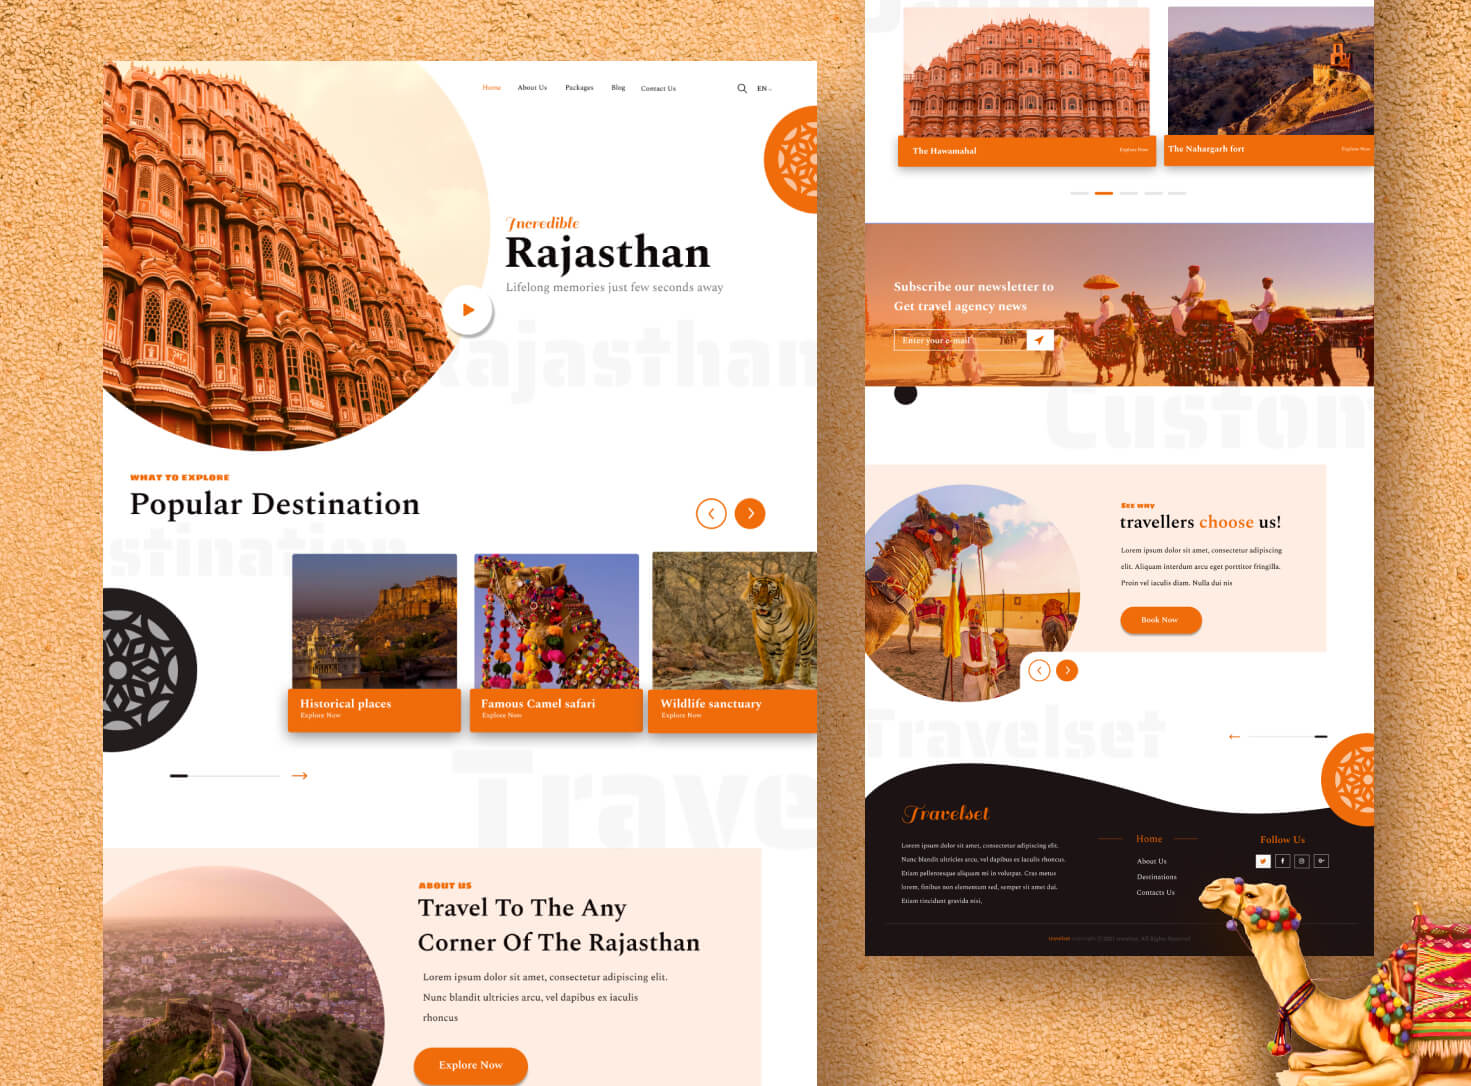 Home About Us Packages Blog Contact Us EN
Incredible
Rajasthan
Lifelong memories just few seconds away
Rajasthan
WHAT TO EXPLORE
Popular Destination
stination
Historical places
Explore Now
Famous Camel safari
Explore Now
Wildlife sanctuary
Explore Now
Trave
ABOUT US
Travel To The Any
Corner Of The Rajasthan
Lorem ipsum dolor sit amet, consectetur adipiscing elit.
Nunc blandit ultricies arcu, vel dapibus ex iaculis
rhoncus
Explore Now
The Hawamahal
Explore Now
The Nahargarh fort
Explore Now
Subscribe our newsletter to
Get travel agency news
Enter your e-mail
Custom
See why
travellers choose us!
Lorem ipsum dolor sit amet, consectetur adipiscing
elit. Aliquam interdum arcu eget porttitor fringilla.
Proin vel iaculis diam. Nulla dui nis
Book Now
Travelset
Travelset
Lorem ipsum dolor sit amet, consectetur adipiscing elit.
Nunc blandit ultricies arcu, vel dapibus ex iaculis rhoncus.
Etiam pellentesque aliquam mi in volutpat. Cras metus
lorem, finibus non elementum sed, semper sit amet dui.
Etiam tincidunt gravida nisi,
Home
About Us
Destinations
Contacts Us
Follow Us
travelset copyright © 2021 travelset. All Rights Reserved